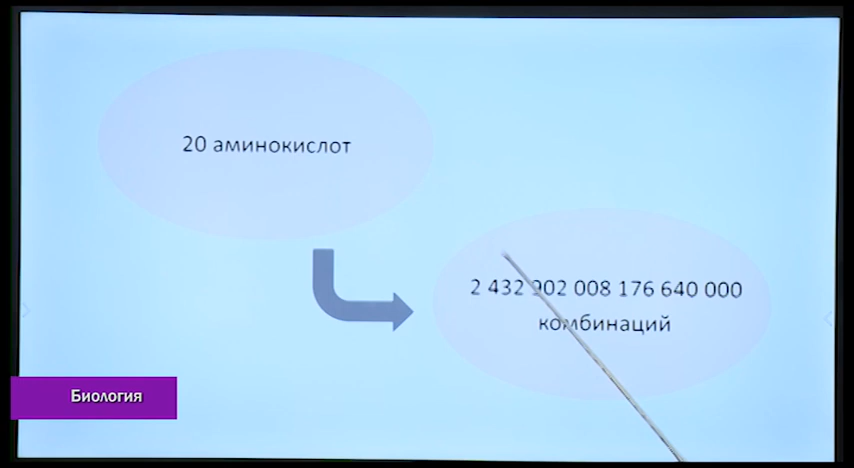 20 аминокислот
2 432 902 008 176 640 000
комбинаций
Биология